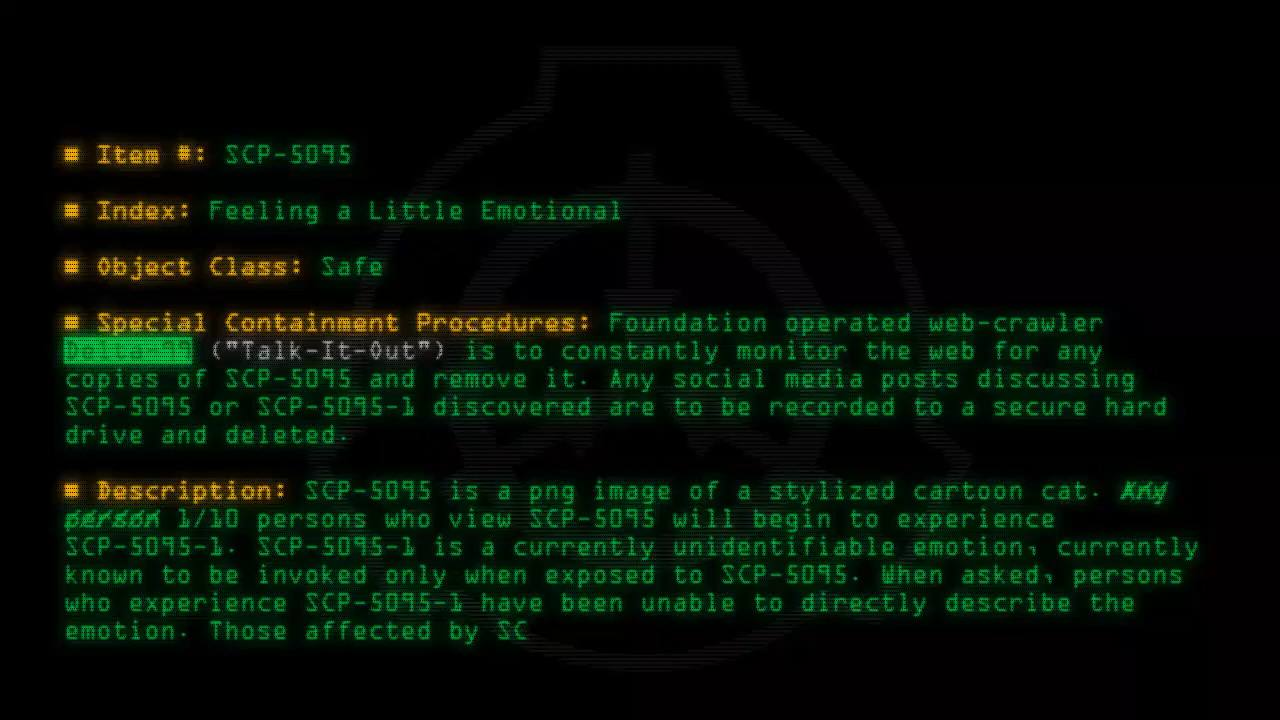 ■ Item #: SCP-5095
■ Index: Feeling a Little Emotional
■ Object Class: Safe
■ Special Containment Procedures: Foundation operated web-crawler
("Talk-It-Out") is to constantly monitor the web for any
copies of SCP-5095 and remove it. Any social media posts discussing
SCP-5095 or SCP-5095-1 discovered are to be recorded to a secure hard
drive and deleted.
■ Description: SCP-5095 is a png image of a stylized cartoon cat. Any
person 1/10 persons who view SCP-5095 will begin to experience
SCP-5095-1. SCP-5095-1 is a currently unidentifiable emotion, currently
known to be invoked only when exposed to SCP-5095. When asked, persons
who experience SCP-5095-1 have been unable to directly describe the
emotion. Those affected by SC